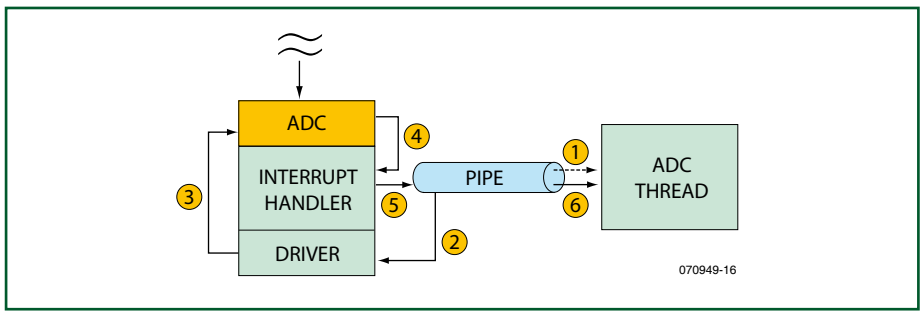 ADC
4
1
3
INTERRUPT
HANDLER
5
PIPE
6
ADC
THREAD
2
DRIVER
070949-16